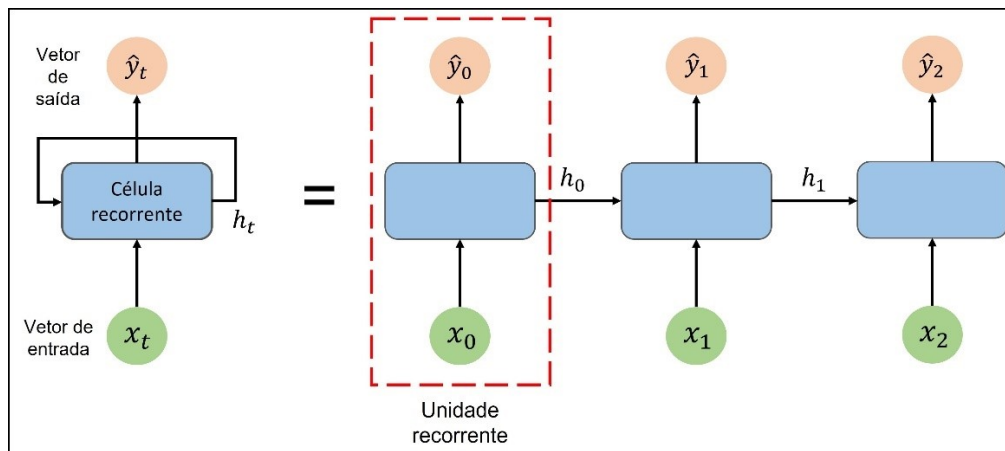 Vetor
de
saída
ŷₜ
Célula
recorrente
hₜ
Vetor de
entrada
xₜ
=
ŷ₀
h₀
x₀
Unidade
recorrente
ŷ₁
h₁
x₁
ŷ₂
x₂